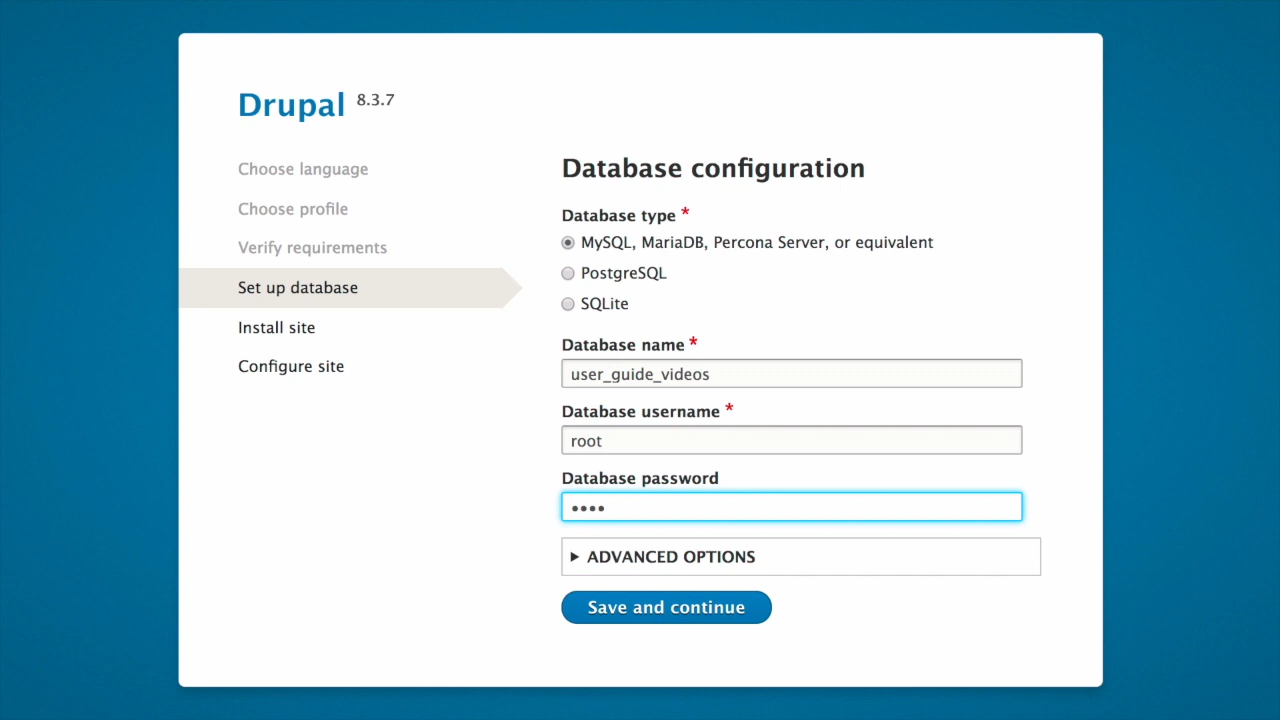 Drupal 8.3.7
Choose language
Choose profile
Verify requirements
Set up database
Install site
Configure site
Database configuration
Database type *
MySQL, MariaDB, Percona Server, or equivalent
PostgreSQL
SQLite
Database name *
user_guide_videos
Database username *
root
Database password
••••
ADVANCED OPTIONS
Save and continue